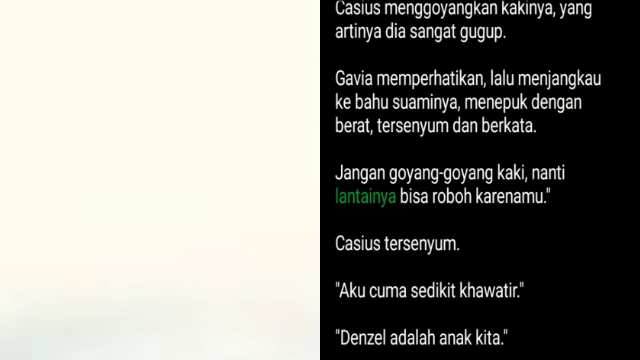 Casius menggoyangkan kakinya, yang
artinya dia sangat gugup.
Gavia memperhatikan, lalu menjangkau
ke bahu suaminya, menepuk dengan
berat, tersenyum dan berkata.
Jangan goyang-goyang kaki, nanti
lantainya bisa roboh karenamu."
Casius tersenyum.
"Aku cuma sedikit khawatir."
"Denzel adalah anak kita."